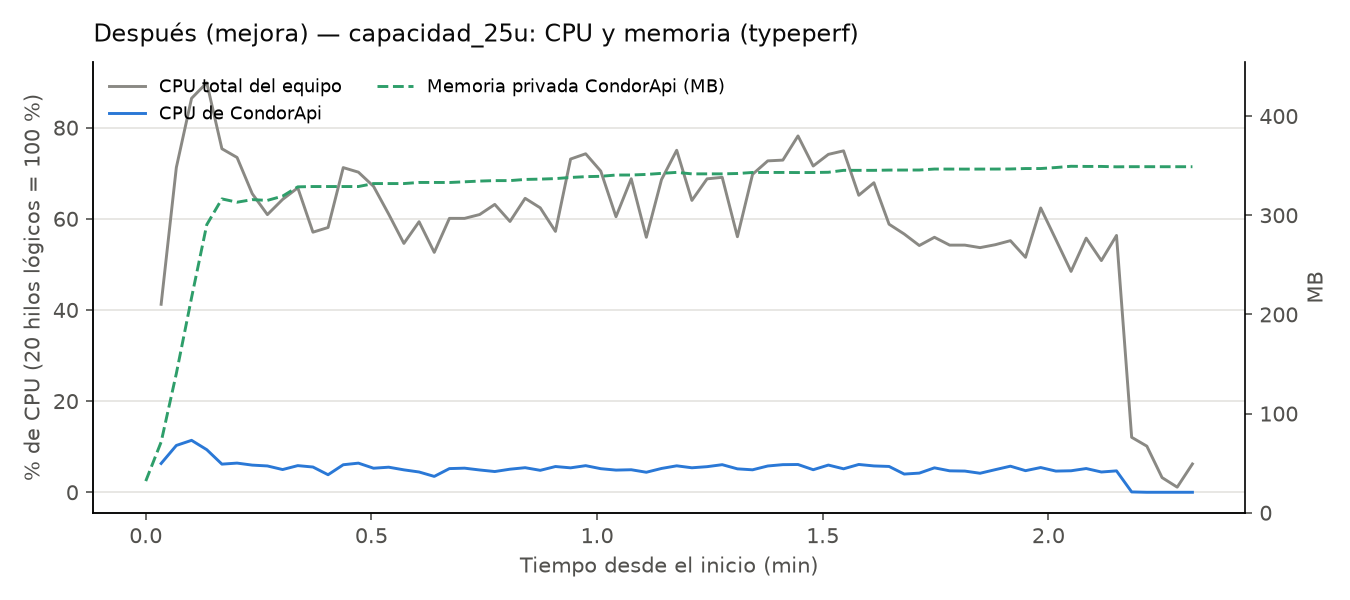 Después (mejora) — capacidad_25u: CPU y memoria (typeperf)
CPU total del equipo
CPU de CondorApi
Memoria privada CondorApi (MB)
% de CPU (20 hilos lógicos = 100 %)
80
60
40
20
0
400
300
200
100
0
MB
0.0 0.5 1.0 1.5 2.0
Tiempo desde el inicio (min)